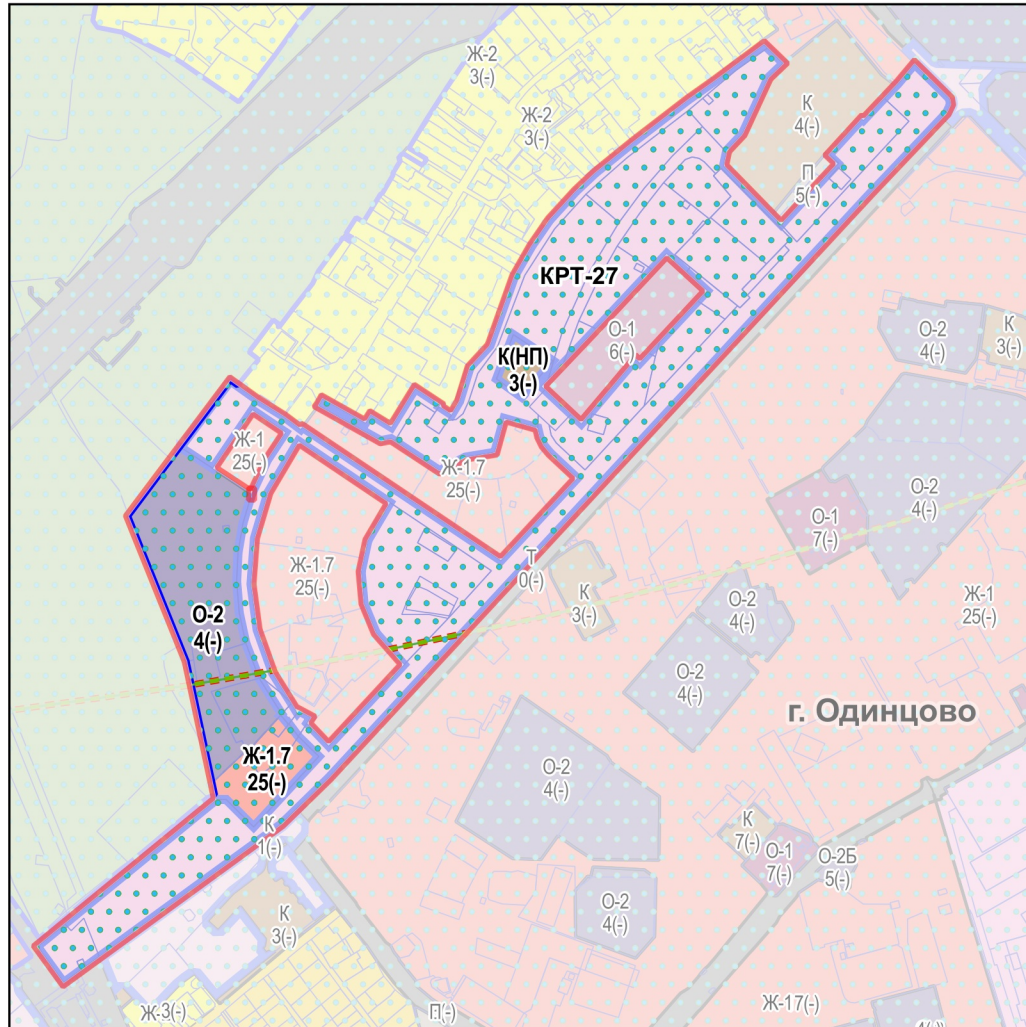 Ж-2
3(-)
Ж-2
3(-)
К
4(-)
П
5(-)
КРТ-27
О-1
6(-)
К(НП)
3(-)
О-2
4(-)
К
3(-)
Ж-1
25(-)
Ж-1.7
25(-)
О-2
4(-)
О-1
7(-)
Т
0(-)
Ж-1.7
25(-)
К
3(-)
О-2
4(-)
Ж-1
25(-)
О-2
4(-)
О-2
4(-)
г. Одинцово
Ж-1.7
25(-)
О-2
4(-)
К
1(-)
К
7(-)
О-1
7(-)
О-2Б
5(-)
К
3(-)
О-2
4(-)
Ж-3(-)
П(-)
Ж-17(-)
4(-)